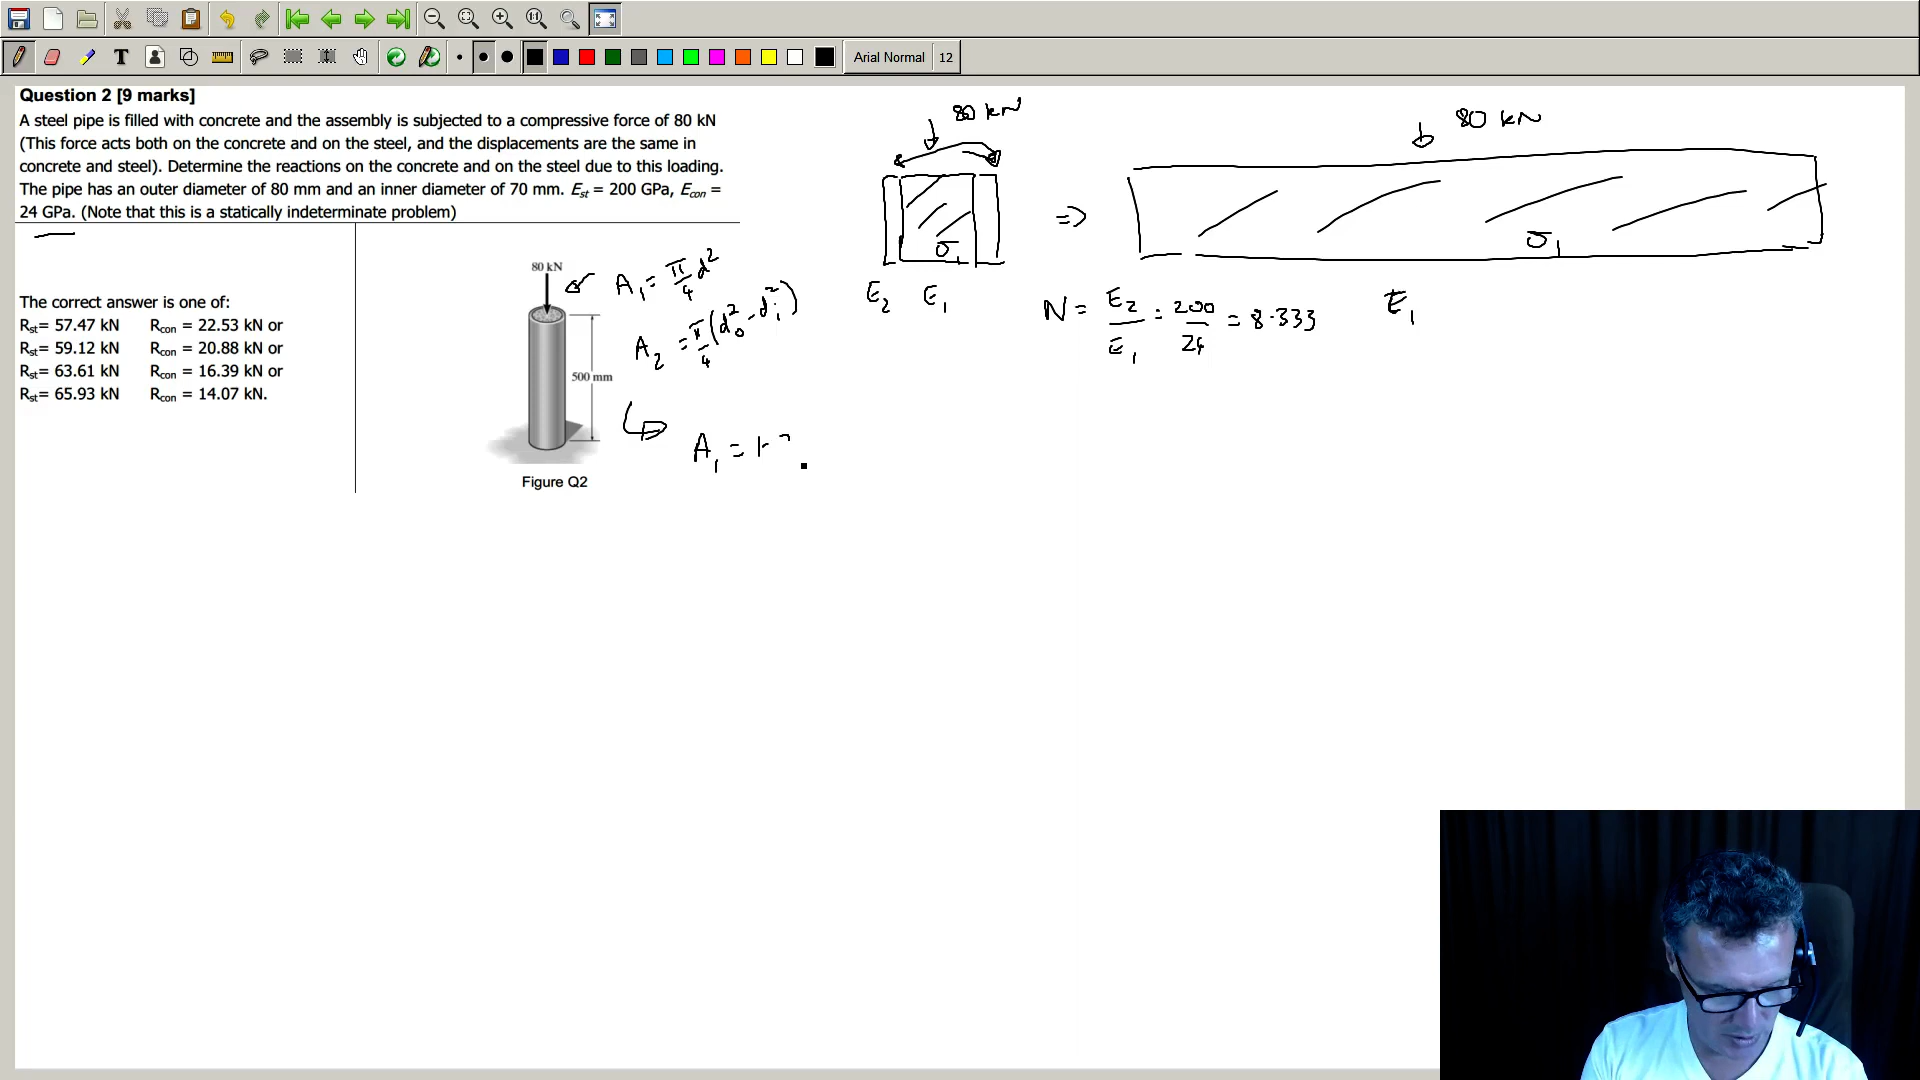 Arial Normal 12
Question 2 [9 marks]
A steel pipe is filled with concrete and the assembly is subjected to a compressive force of 80 kN
(This force acts both on the concrete and on the steel, and the displacements are the same in
concrete and steel). Determine the reactions on the concrete and on the steel due to this loading.
The pipe has an outer diameter of 80 mm and an inner diameter of 70 mm. Est = 200 GPa, Econ =
24 GPa. (Note that this is a statically indeterminate problem)
The correct answer is one of:
Rst= 57.47 kN Rcon = 22.53 kN or
Rst= 59.12 kN Rcon = 20.88 kN or
Rst= 63.61 kN Rcon = 16.39 kN or
Rst= 65.93 kN Rcon = 14.07 kN.
80 kN
500 mm
Figure Q2
A₁ = π/4 d²
A₂ = π/4 (d₀² - dᵢ²)
A₁ =
80 kN
σ₁
E₂ E₁
⇒
80 kN
σ₁
N = E₂/E₁ = 200/24 = 8.333
E₁